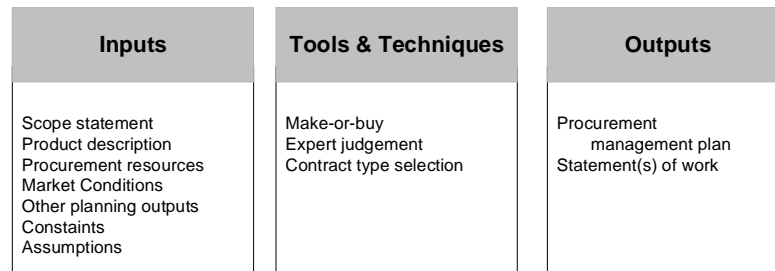 Inputs
Scope statement
Product description
Procurement resources
Market Conditions
Other planning outputs
Constaints
Assumptions
Tools & Techniques
Make-or-buy
Expert judgement
Contract type selection
Outputs
Procurement
management plan
Statement(s) of work